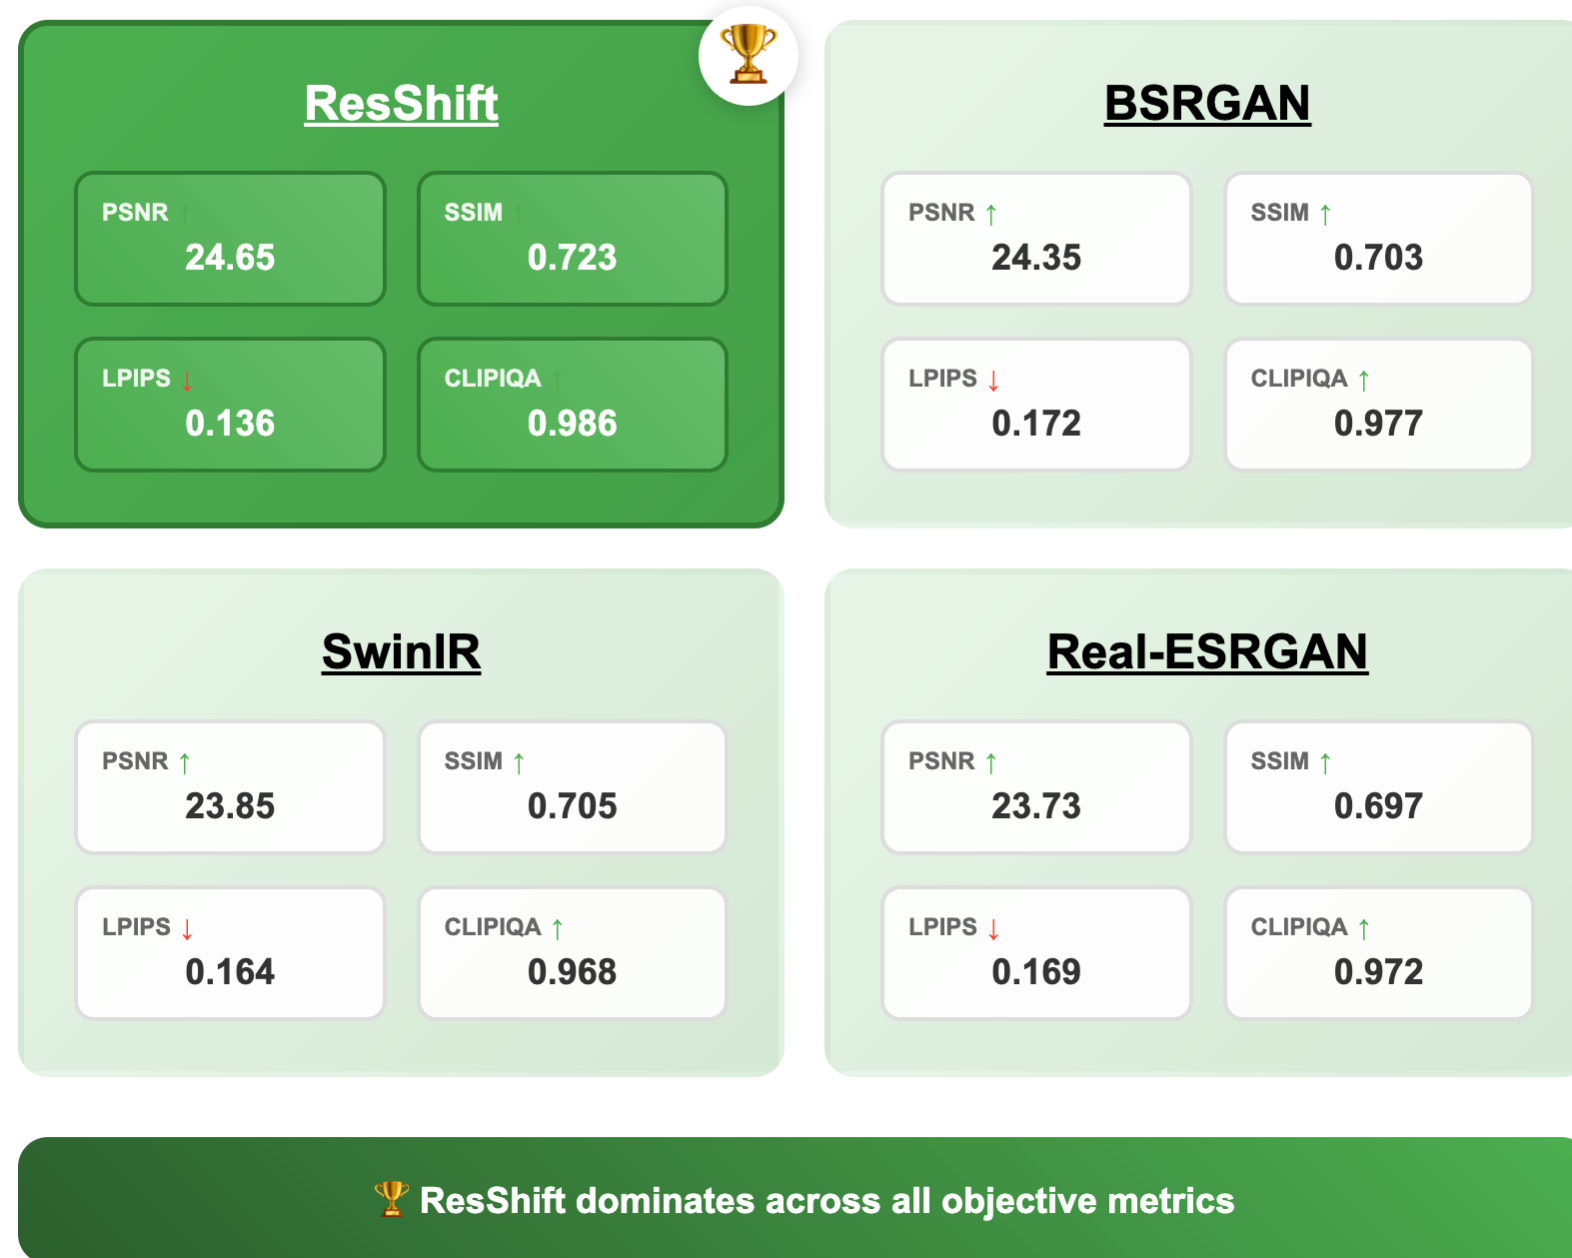 ResShift
PSNR ↑
24.65
SSIM ↑
0.723
LPIPS ↓
0.136
CLIPIQA ↑
0.986
BSRGAN
PSNR ↑
24.35
SSIM ↑
0.703
LPIPS ↓
0.172
CLIPIQA ↑
0.977
SwinIR
PSNR ↑
23.85
SSIM ↑
0.705
LPIPS ↓
0.164
CLIPIQA ↑
0.968
Real-ESRGAN
PSNR ↑
23.73
SSIM ↑
0.697
LPIPS ↓
0.169
CLIPIQA ↑
0.972
🏆 ResShift dominates across all objective metrics